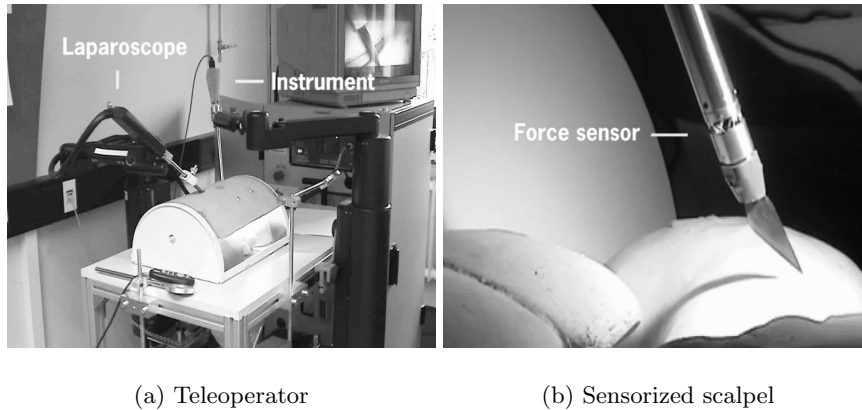 Laparoscope
Instrument
Force sensor
(a) Teleoperator
(b) Sensorized scalpel